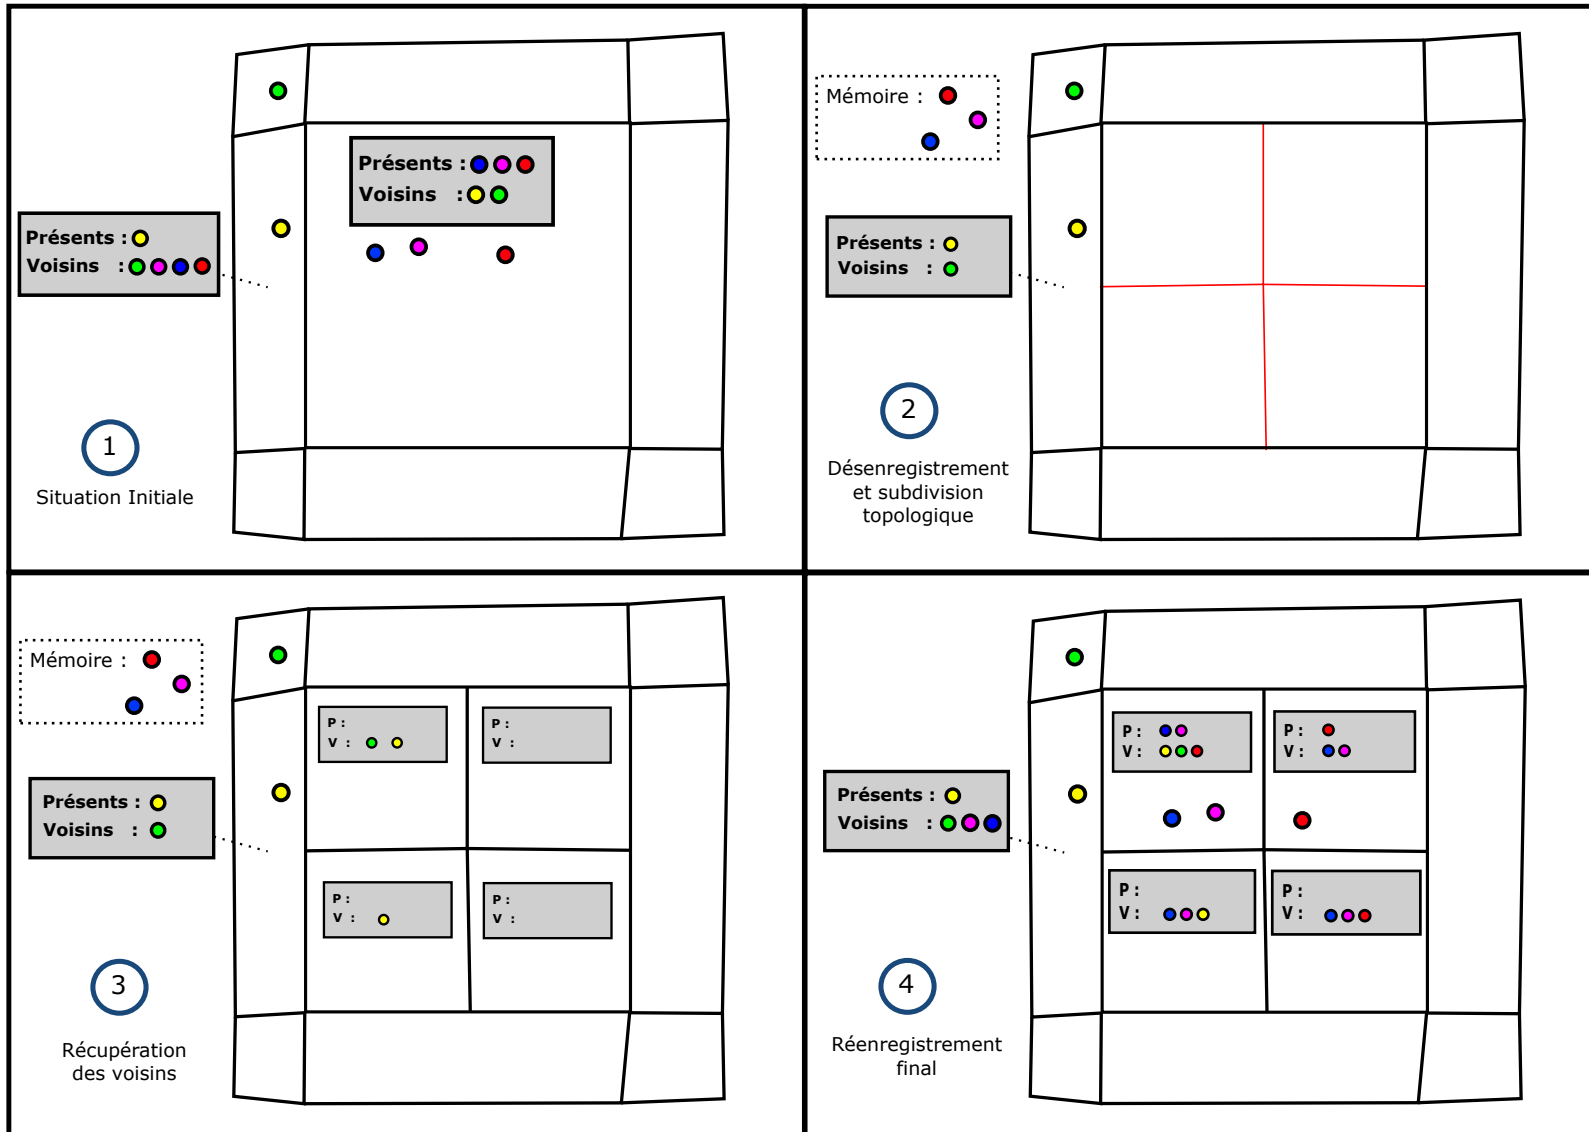 Présents :
Voisins :
Présents :
Voisins :
1
Situation Initiale
Mémoire :
Présents :
Voisins :
2
Désenregistrement
et subdivision
topologique
Mémoire :
P :
V :
P :
V :
Présents :
Voisins :
P :
V :
P :
V :
3
Récupération
des voisins
P :
V :
P :
V :
Présents :
Voisins :
P :
V :
P :
V :
4
Réenregistrement
final